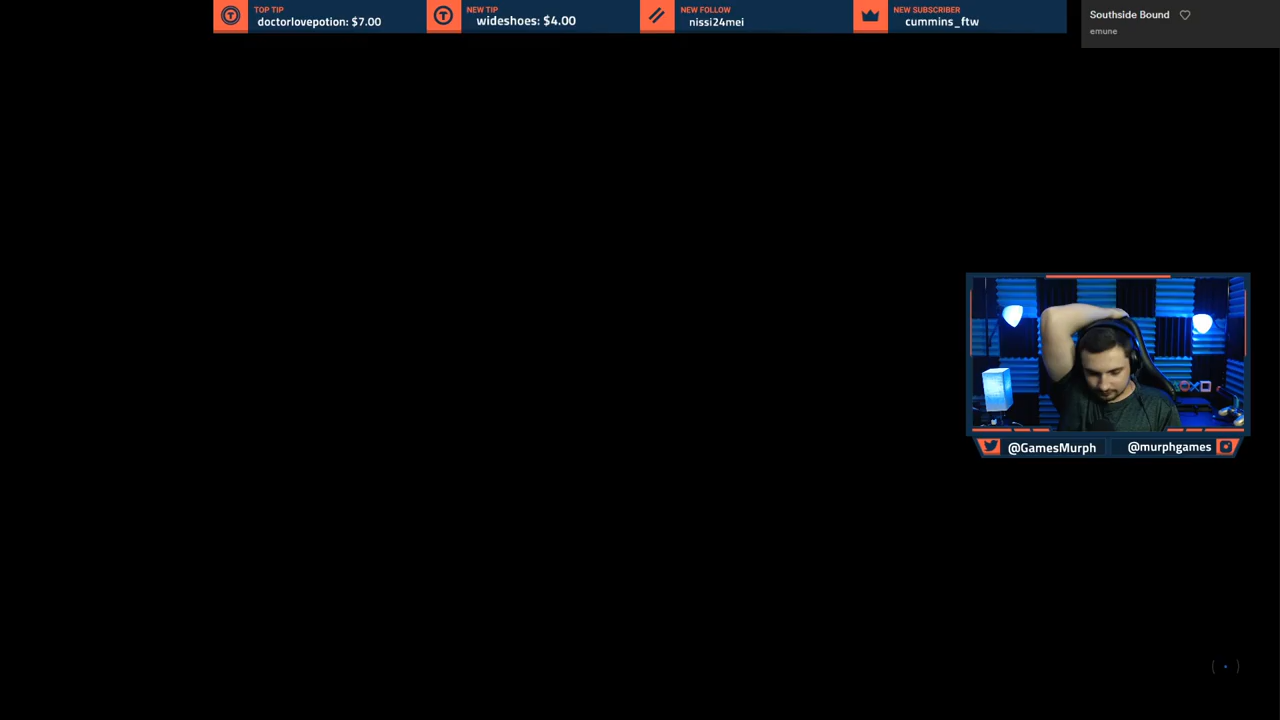 TOP TIP
doctorlovepotion: $7.00
NEW TIP
wideshoes: $4.00
NEW FOLLOW
nissi24mei
NEW SUBSCRIBER
cummins_ftw
Southside Bound
emune
@GamesMurph
@murphgames